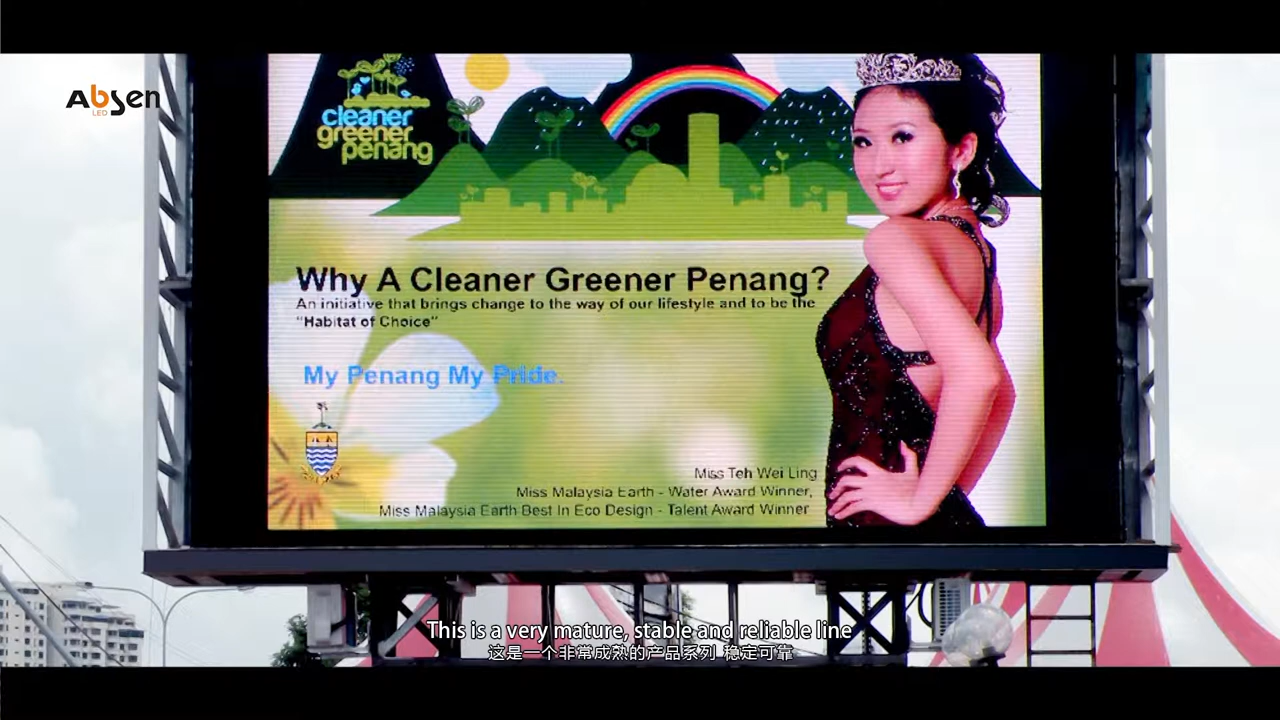 Absen
LED
cleaner
greener
penang
Why A Cleaner Greener Penang?
An initiative that brings change to the way of our lifestyle and to be the
"Habitat of Choice"
My Penang My Pride.
Miss Teh Wei Ling
Miss Malaysia Earth - Water Award Winner,
Miss Malaysia Earth Best In Eco Design - Talent Award Winner
This is a very mature, stable and reliable line
这是一个非常成熟的产品系列 稳定可靠